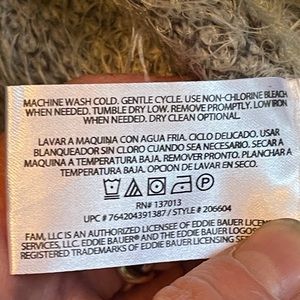 MACHINE WASH COLD. GENTLE CYCLE. USE NON-CHLORINE BLEACH
WHEN NEEDED. TUMBLE DRY LOW. REMOVE PROMPTLY. LOW IRON
WHEN NEEDED. DRY CLEAN OPTIONAL.
LAVAR A MAQUINA CON AGUA FRIA. CICLO DELICADO. USAR
BLANQUEADOR SIN CLORO CUANDO SEA NECESARIO. SECAR A
MAQUINA A TEMPERATURA BAJA. REMOVER PRONTO. PLANCHAR A
TEMPERATURA BAJA. OPCION DE LAVAR EN SECO.
RN# 137013
UPC # 764204391387 / STYLE # 206604
FAM, LLC IS AN AUTHORIZED LICENSEE OF EDDIE BAUER LICEN
SERVICES, LLC. EDDIE BAUER® AND THE EDDIE BAUER LOGOS
REGISTERED TRADEMARKS OF EDDIE BAUER LICENSING SERV